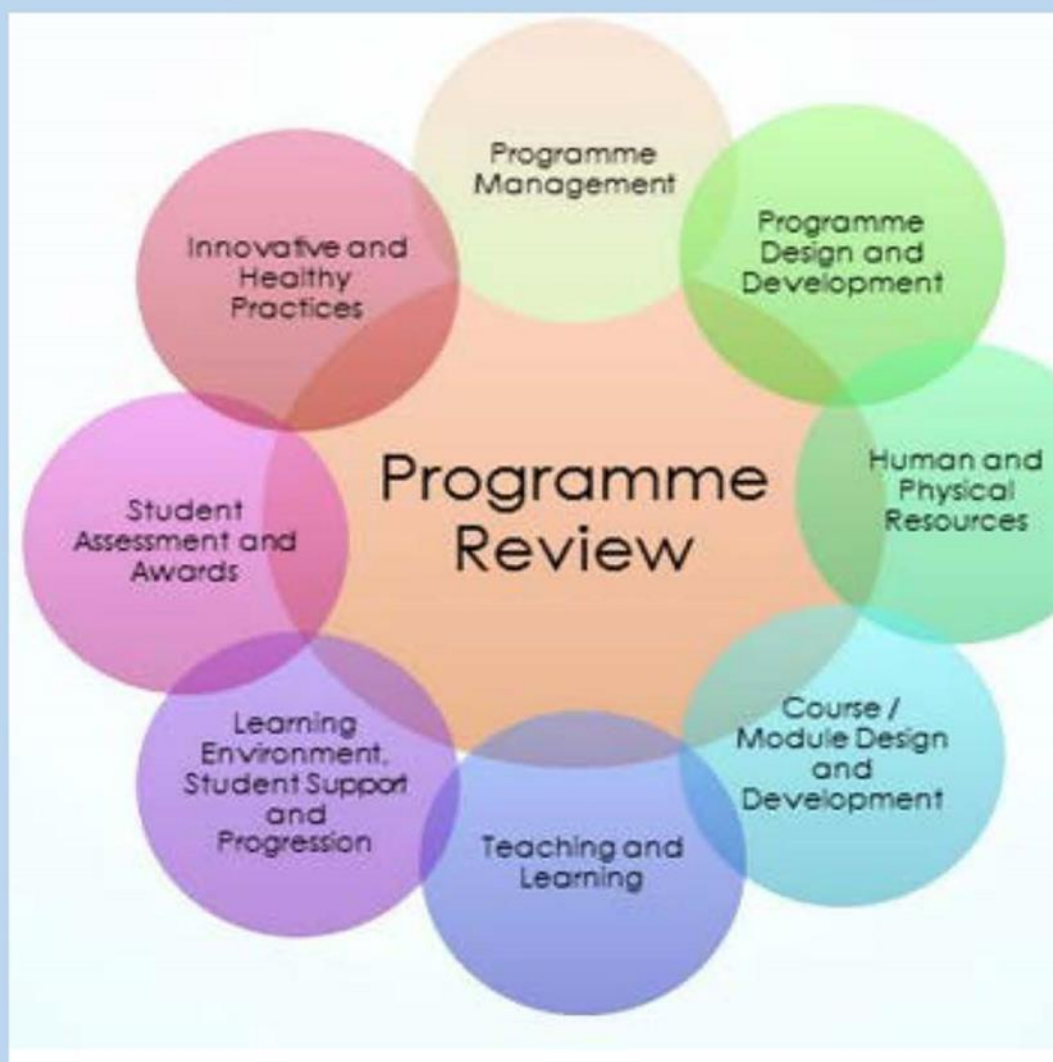 Programme
Management
Programme
Design and
Development
Human and
Physical
Resources
Course /
Module Design
and
Development
Teaching and
Learning
Learning
Environment,
Student Support
and
Progression
Student
Assessment and
Awards
Innovative and
Healthy
Practices
Programme
Review